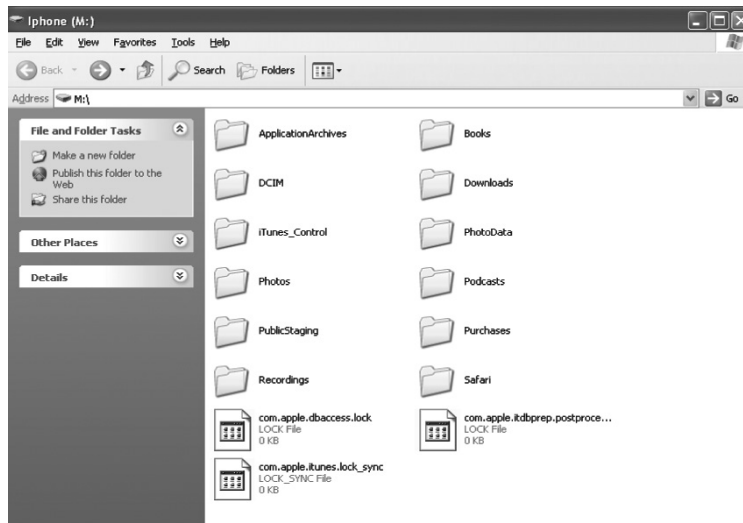 Iphone (M:)
File Edit View Favorites Tools Help
Back Search Folders
Address M:\ Go
File and Folder Tasks
Make a new folder
Publish this folder to the
Web
Share this folder
Other Places
Details
ApplicationArchives Books
DCIM Downloads
iTunes_Control PhotoData
Photos Podcasts
PublicStaging Purchases
Recordings Safari
com.apple.dbaccess.lock
LOCK File
0 KB
com.apple.itdbprep.postproce...
LOCK File
0 KB
com.apple.itunes.lock_sync
LOCK_SYNC File
0 KB